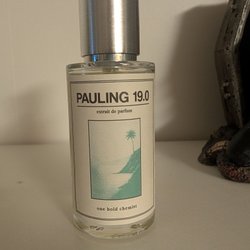 PAULING 19.0
extrait de parfum
one bold chemist